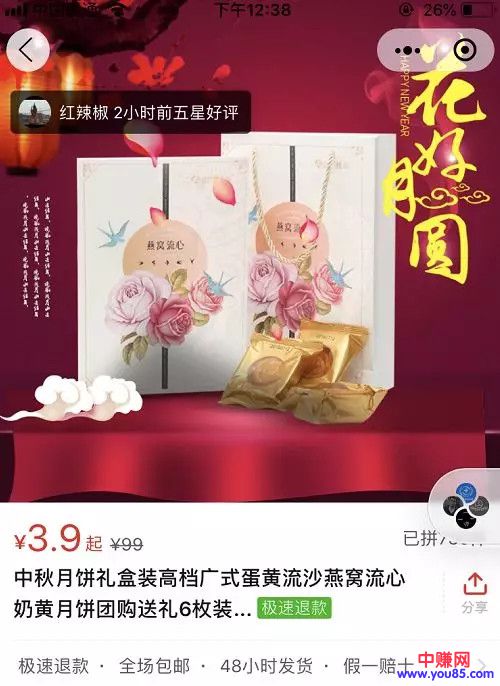 下午12:38
26%
HAPPY NEW YEAR
花好月圆
红辣椒 2小时前五星好评
燕窝流心
燕窝流心
¥3.9起 ¥99
已拼7
中秋月饼礼盒装高档广式蛋黄流沙燕窝流心
奶黄月饼团购送礼6枚装... 极速退款
分享
极速退款 · 全场包邮 · 48小时发货 · 假一赔十
中赚网
www.you85.com